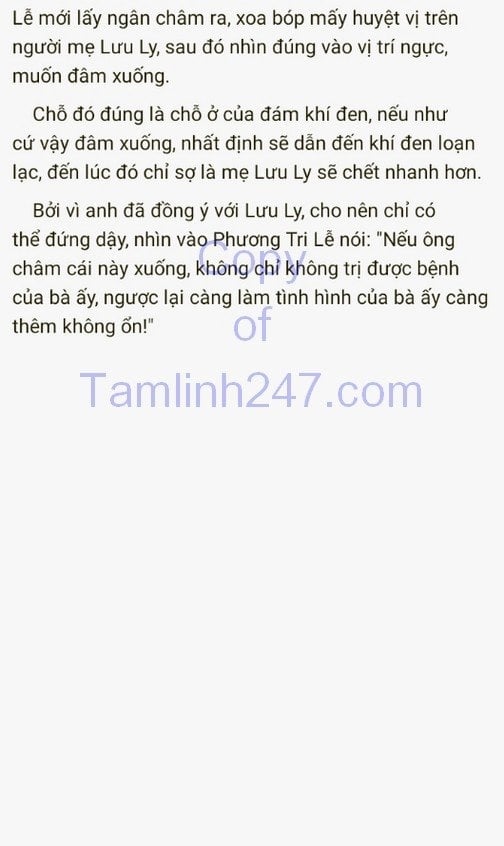 Lễ mới lấy ngân châm ra, xoa bóp mấy huyệt vị trên
người mẹ Lưu Ly, sau đó nhìn đúng vào vị trí ngực,
muốn đâm xuống.
Chỗ đó đúng là chỗ ở của đám khí đen, nếu như
cứ vậy đâm xuống, nhất định sẽ dẫn đến khí đen loạn
lạc, đến lúc đó chỉ sợ là mẹ Lưu Ly sẽ chết nhanh hơn.
Bởi vì anh đã đồng ý với Lưu Ly, cho nên chỉ có
thể đứng dậy, nhìn vào Phương Tri Lễ nói: "Nếu ông
châm cái này xuống, không chỉ không trị được bệnh
của bà ấy, ngược lại càng làm tình hình của bà ấy càng
thêm không ổn!"
Copy
of
Tamlinh247.com